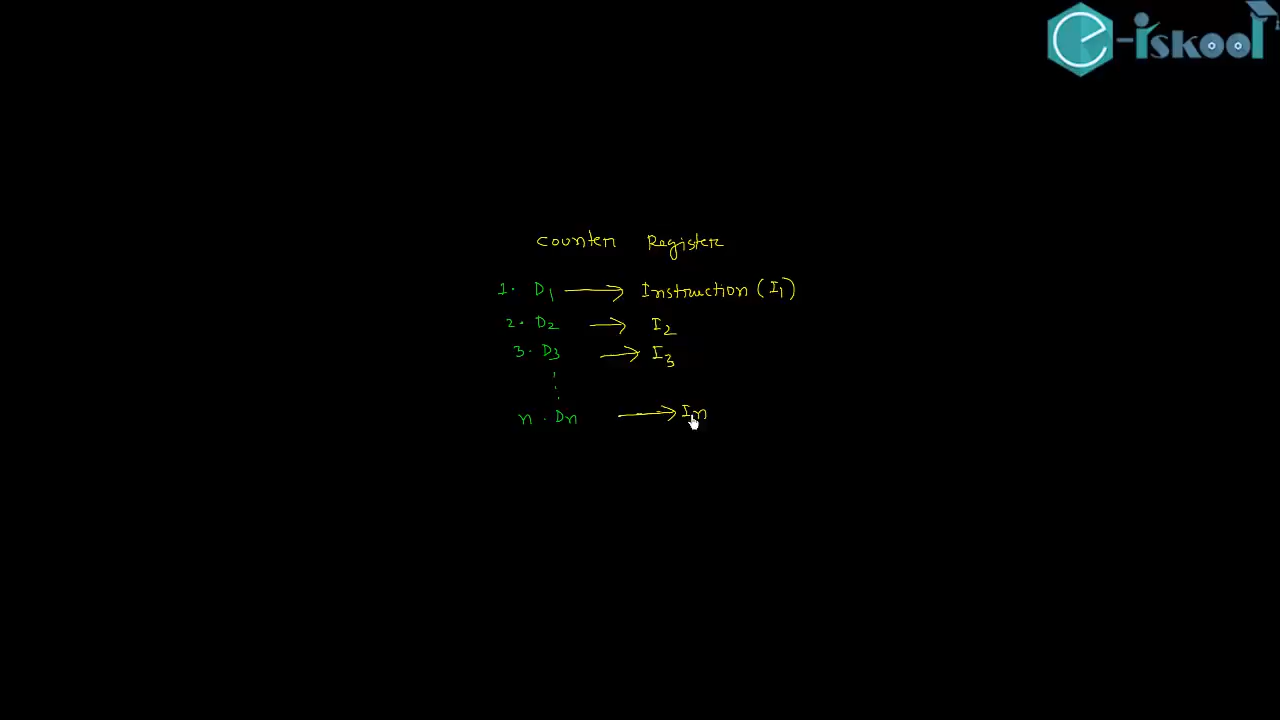 e-iskool
Counter Register
1. D1 → Instruction (I1)
2. D2 → I2
3. D3 → I3
n. Dn → In